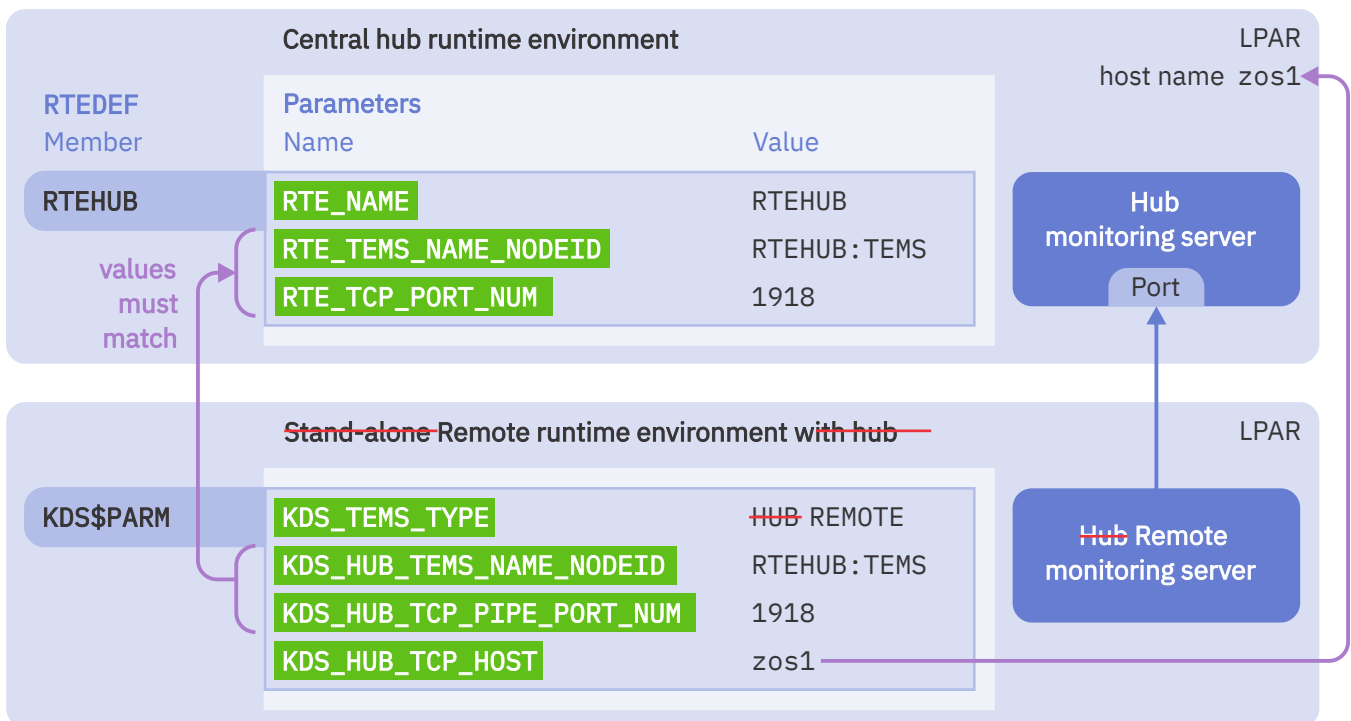 Central hub runtime environment
LPAR
host name zos1
RTEDEF
Member
Parameters
Name
Value
RTEHUB
RTE_NAME
RTEHUB
RTE_TEMS_NAME_NODEID
RTEHUB:TEMS
RTE_TCP_PORT_NUM
1918
values
must
match
Hub
monitoring server
Port
Stand-alone Remote runtime environment with hub
LPAR
KDS$PARM
KDS_TEMS_TYPE
HUB REMOTE
KDS_HUB_TEMS_NAME_NODEID
RTEHUB:TEMS
KDS_HUB_TCP_PIPE_PORT_NUM
1918
KDS_HUB_TCP_HOST
zos1
Hub Remote
monitoring server